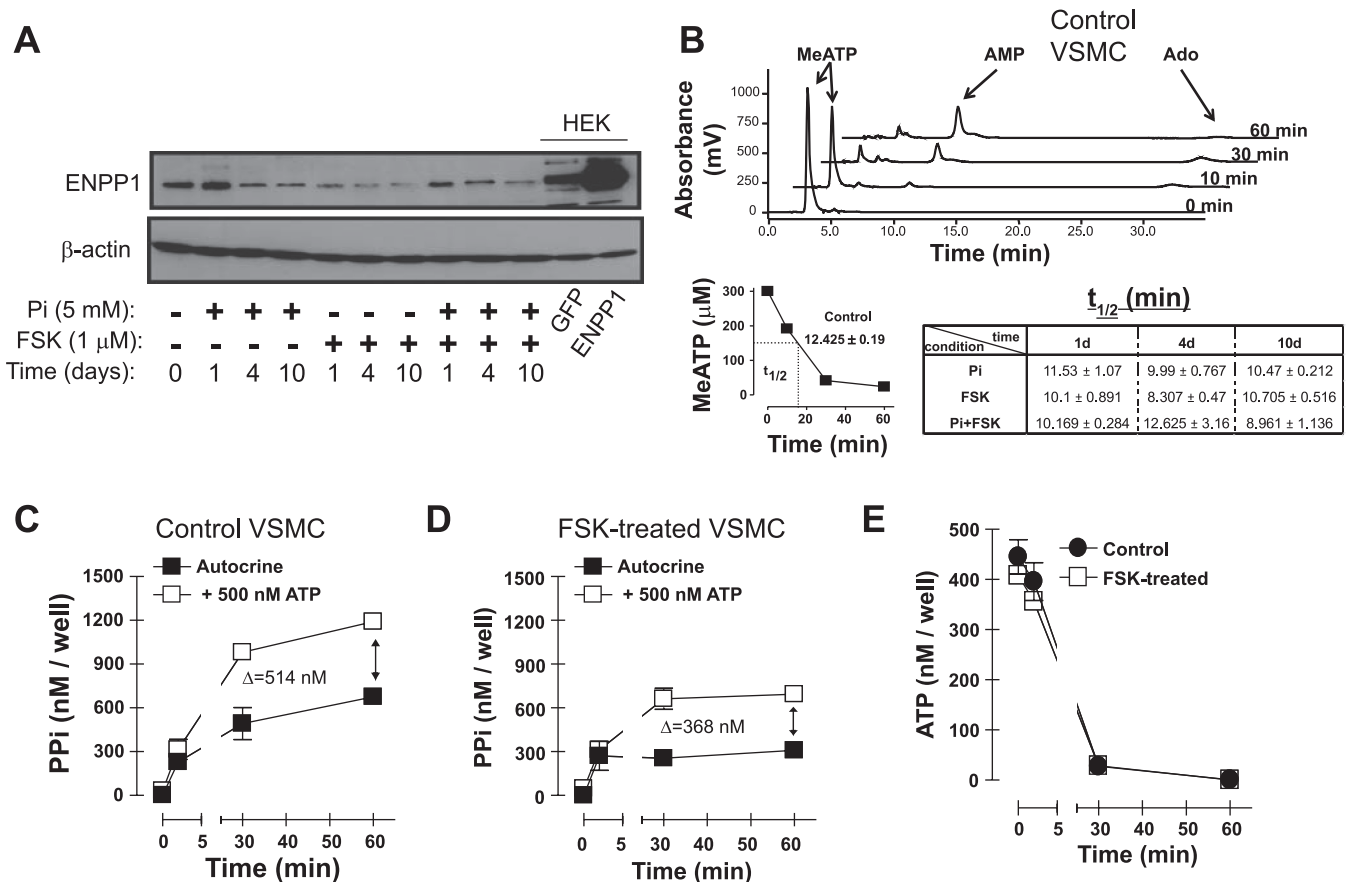 A
HEK
ENPP1
β-actin
Pi (5 mM): - + + + - - - + + +
FSK (1 μM): - - - - + + + + + +
Time (days): 0 1 4 10 1 4 10 1 4 10
GFP
ENPP1
B
Control
VSMC
MeATP
AMP
Ado
Absorbance
(mV)
1000
750
500
250
0
60 min
30 min
10 min
0 min
0.0 5.0 10.0 15.0 20.0 25.0 30.0
Time (min)
MeATP (μM)
300
200
100
0
Control
12.425 ± 0.19
t1/2
0 20 40 60
Time (min)
t1/2 (min)
time
condition
1d 4d 10d
Pi 11.53 ± 1.07 9.99 ± 0.767 10.47 ± 0.212
FSK 10.1 ± 0.891 8.307 ± 0.47 10.705 ± 0.516
Pi+FSK 10.169 ± 0.284 12.625 ± 3.16 8.961 ± 1.136
C
Control VSMC
Autocrine
+ 500 nM ATP
PPi (nM / well)
1500
1200
900
600
300
0
Δ=514 nM
0 5 30 40 50 60
Time (min)
D
FSK-treated VSMC
Autocrine
+ 500 nM ATP
PPi (nM / well)
1500
1200
900
600
300
0
Δ=368 nM
0 5 30 40 50 60
Time (min)
E
Control
FSK-treated
ATP (nM / well)
500
400
300
200
100
0
0 5 30 40 50 60
Time (min)